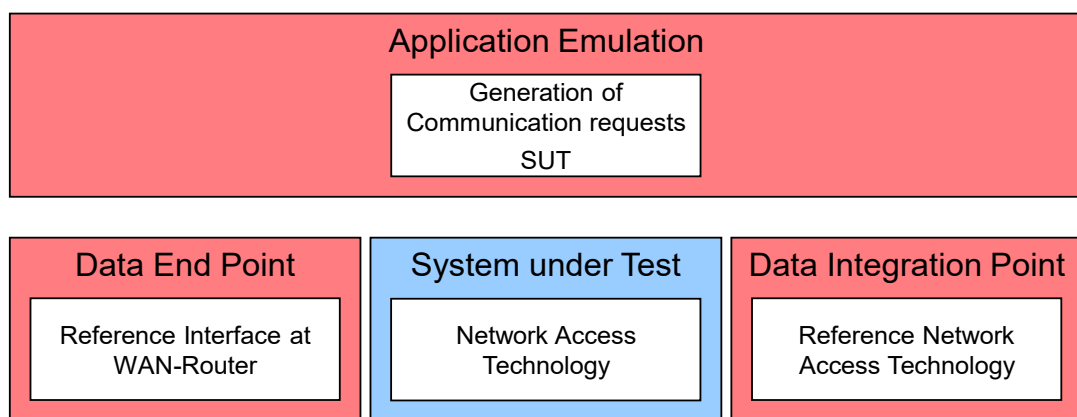 Application Emulation
Generation of
Communication requests
SUT
Data End Point
Reference Interface at
WAN-Router
System under Test
Network Access
Technology
Data Integration Point
Reference Network
Access Technology